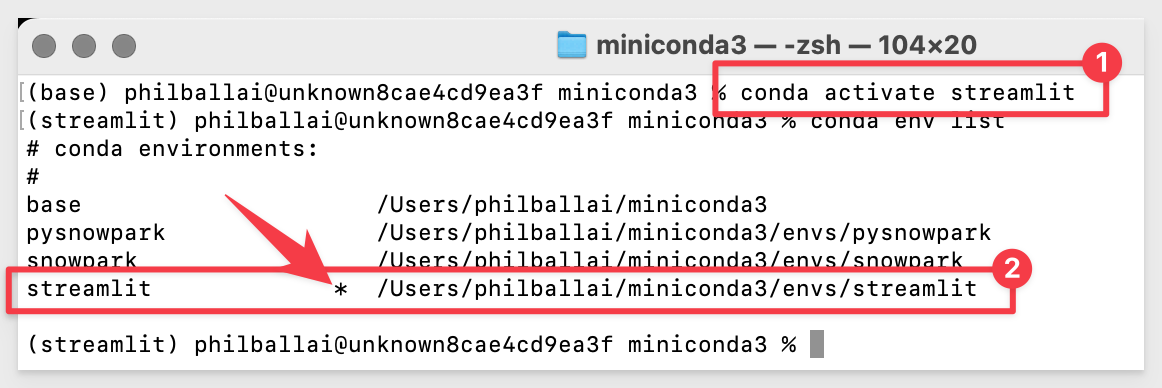 miniconda3 — -zsh — 104×20
1
(base) philballai@unknown8cae4cd9ea3f miniconda3 % conda activate streamlit
(streamlit) philballai@unknown8cae4cd9ea3f miniconda3 % conda env list
# conda environments:
#
base                     /Users/philballai/miniconda3
pysnowpark               /Users/philballai/miniconda3/envs/pysnowpark
snowpark                 /Users/philballai/miniconda3/envs/snowpark
2
streamlit             *  /Users/philballai/miniconda3/envs/streamlit
(streamlit) philballai@unknown8cae4cd9ea3f miniconda3 %